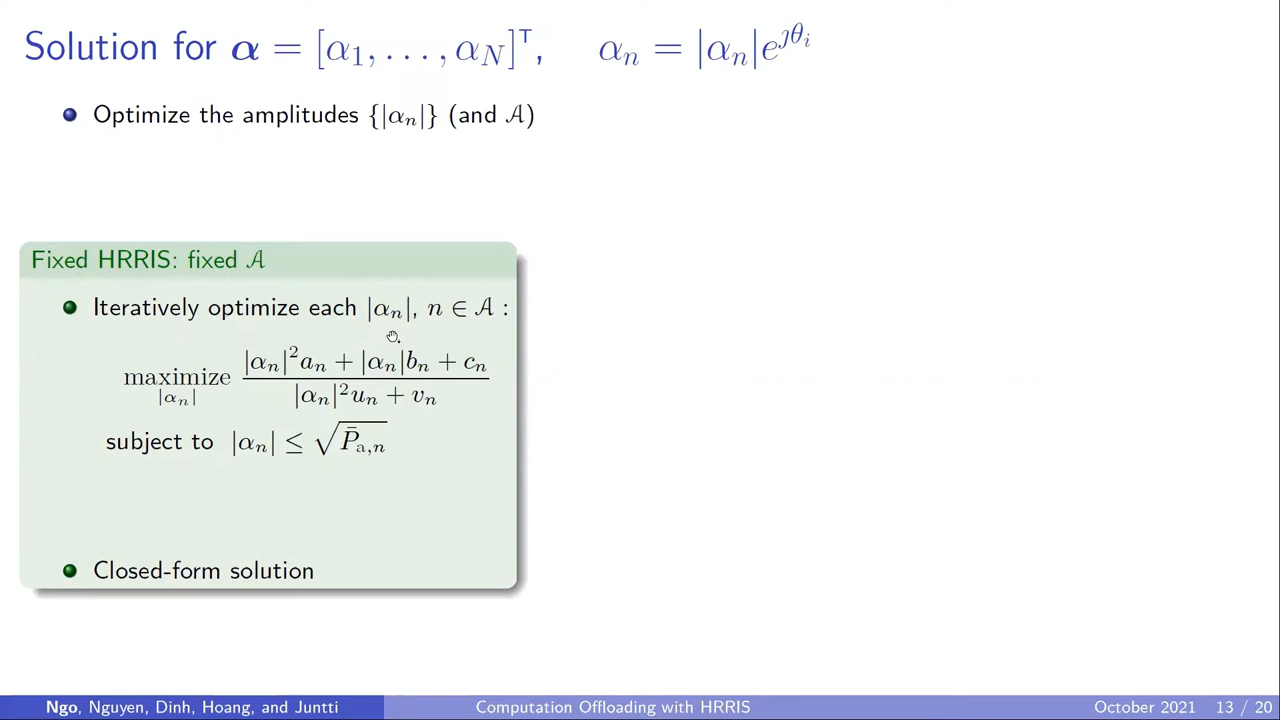 Solution for α = [α₁, . . . , α_N]ᵀ, αₙ = |αₙ|e^{ȷθᵢ}
Optimize the amplitudes {|αₙ|} (and 𝒜)
Fixed HRRIS: fixed 𝒜
Iteratively optimize each |αₙ|, n ∈ 𝒜 :
maximize_{|αₙ|} (|αₙ|²aₙ + |αₙ|bₙ + cₙ) / (|αₙ|²uₙ + vₙ)
subject to |αₙ| ≤ √P̄_{a,n}
Closed-form solution
Ngo, Nguyen, Dinh, Hoang, and Juntti Computation Offloading with HRRIS October 2021 13 / 20